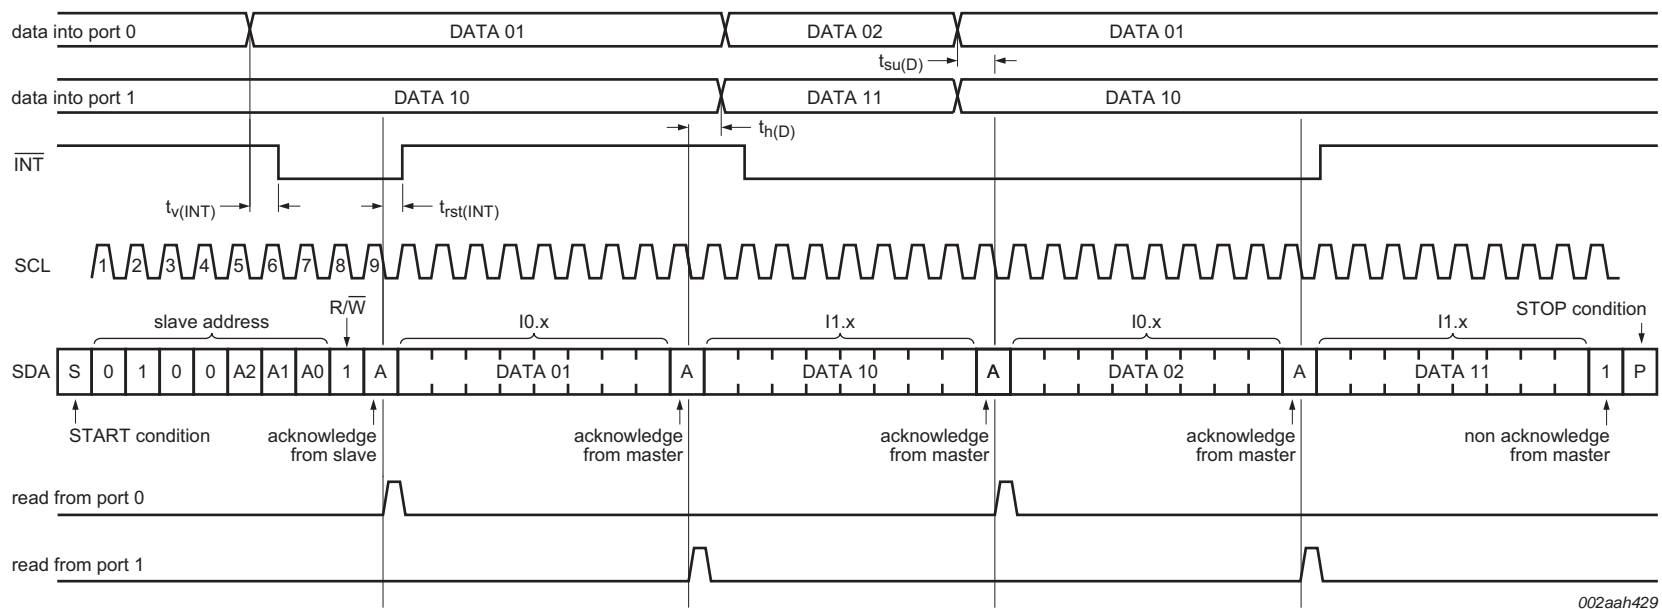 data into port 0 DATA 01 DATA 02 DATA 01
tsu(D)
data into port 1 DATA 10 DATA 11 DATA 10
th(D)
INT
tv(INT) trst(INT)
SCL 1 2 3 4 5 6 7 8 9
R/W
slave address I0.x I1.x I0.x I1.x STOP condition
SDA S 0 1 0 0 A2 A1 A0 1 A DATA 01 A DATA 10 A DATA 02 A DATA 11 1 P
START condition acknowledge acknowledge acknowledge acknowledge non acknowledge
from slave from master from master from master from master
read from port 0
read from port 1
002aah429